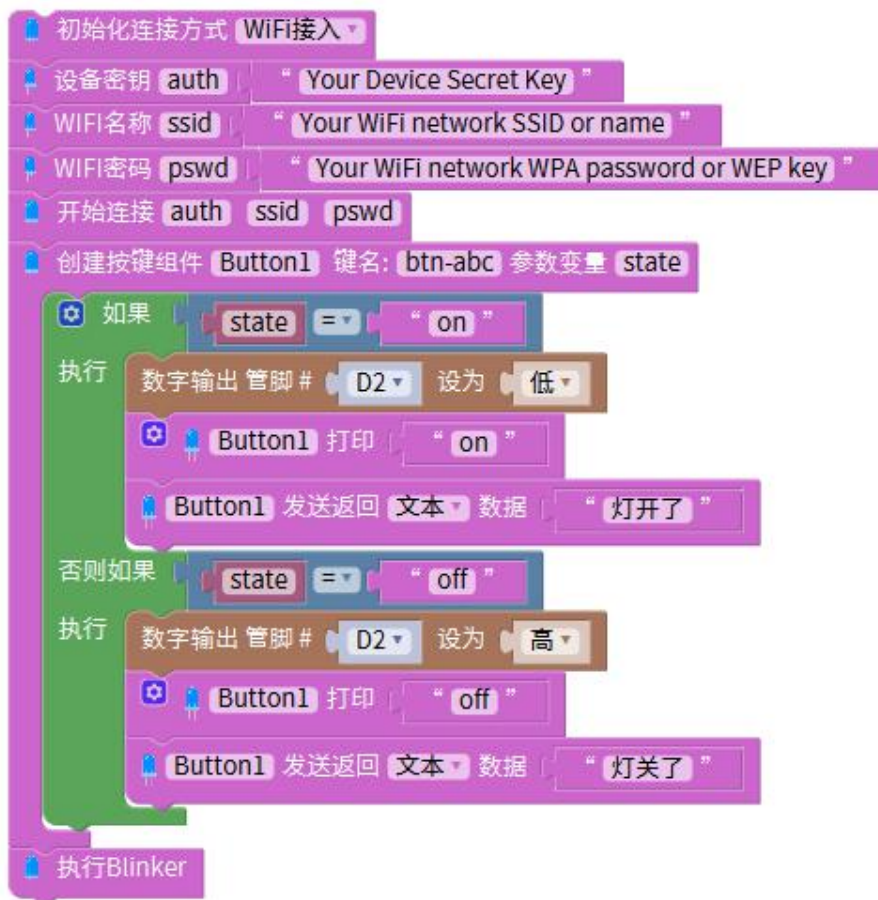 初始化连接方式 WiFi接入
设备密钥 auth “ Your Device Secret Key ”
WIFI名称 ssid “ Your WiFi network SSID or name ”
WIFI密码 pswd “ Your WiFi network WPA password or WEP key ”
开始连接 auth ssid pswd
创建按键组件 Button1 键名: btn-abc 参数变量 state
如果 state = “ on ”
执行 数字输出 管脚 # D2 设为 低
Button1 打印 “ on ”
Button1 发送返回 文本 数据 “ 灯开了 ”
否则如果 state = “ off ”
执行 数字输出 管脚 # D2 设为 高
Button1 打印 “ off ”
Button1 发送返回 文本 数据 “ 灯关了 ”
执行Blinker